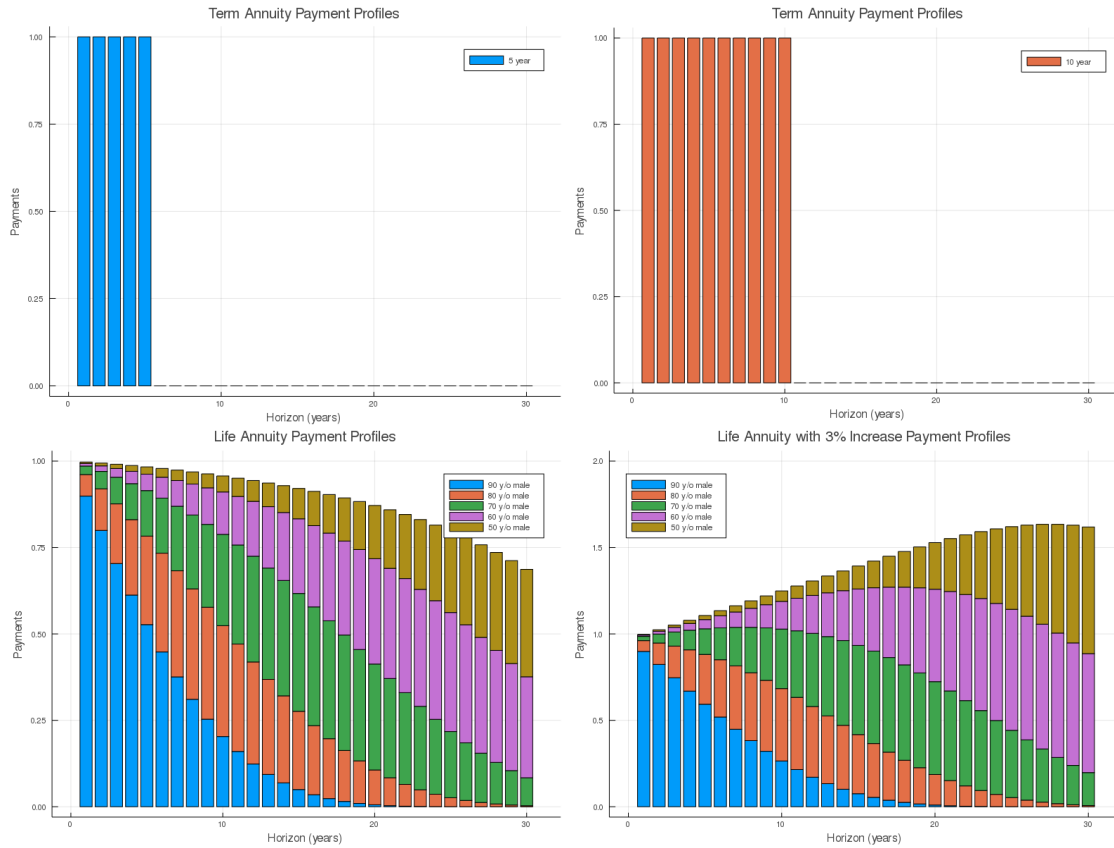 Term Annuity Payment Profiles
1.00
0.75
0.50
0.25
0.00
Payments
5 year
0
10
20
30
Horizon (years)
Term Annuity Payment Profiles
1.00
0.75
0.50
0.25
0.00
Payments
10 year
0
10
20
30
Horizon (years)
Life Annuity Payment Profiles
1.00
0.75
0.50
0.25
0.00
Payments
90 y/o male
80 y/o male
70 y/o male
60 y/o male
50 y/o male
0
10
20
30
Horizon (years)
Life Annuity with 3% Increase Payment Profiles
2.0
1.5
1.0
0.5
0.0
Payments
90 y/o male
80 y/o male
70 y/o male
60 y/o male
50 y/o male
0
10
20
30
Horizon (years)